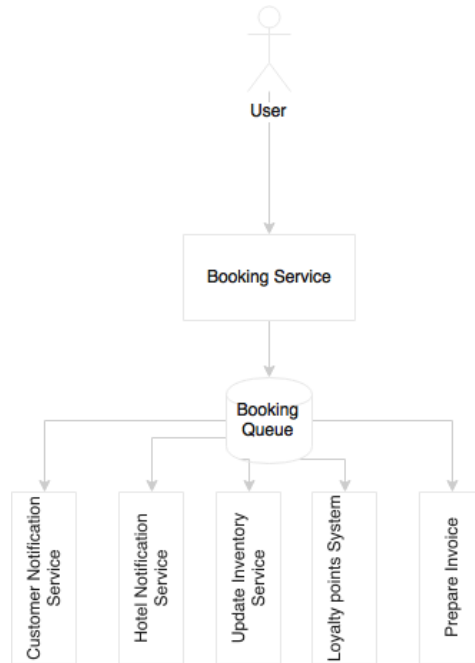 User
Booking Service
Booking
Queue
Customer Notification
Service
Hotel Notification
Service
Update Inventory
Service
Loyalty points System
Prepare Invoice